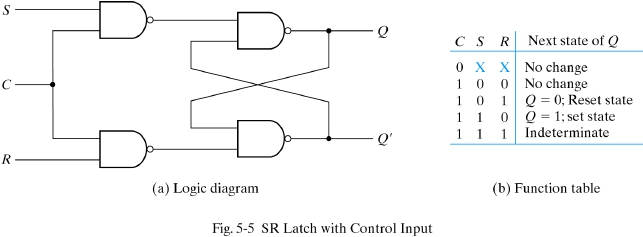 S
Q
C
R
Q'
(a) Logic diagram
C S R Next state of Q
0 X X No change
1 0 0 No change
1 0 1 Q = 0; Reset state
1 1 0 Q = 1; set state
1 1 1 Indeterminate
(b) Function table
Fig. 5-5 SR Latch with Control Input